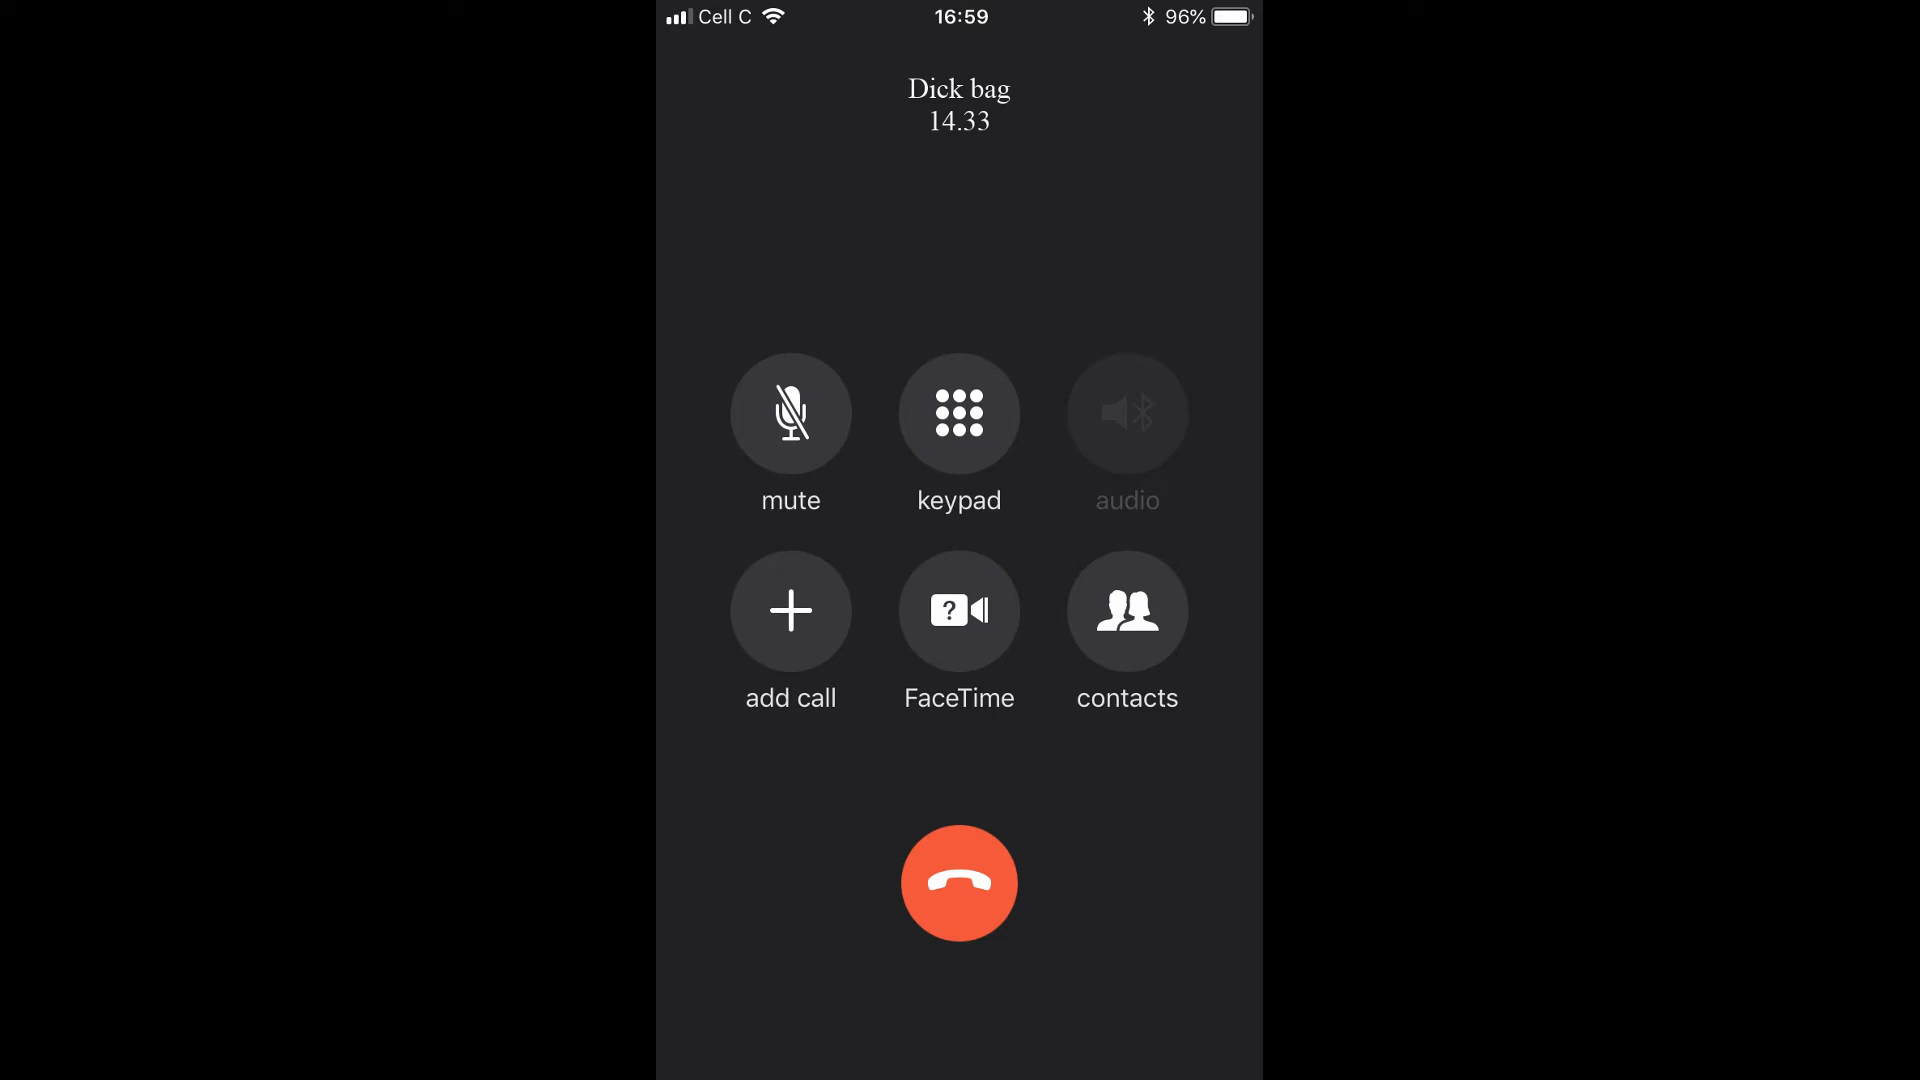 Cell C 16:59 96%
Dick bag
14.33
mute keypad audio
?
add call FaceTime contacts